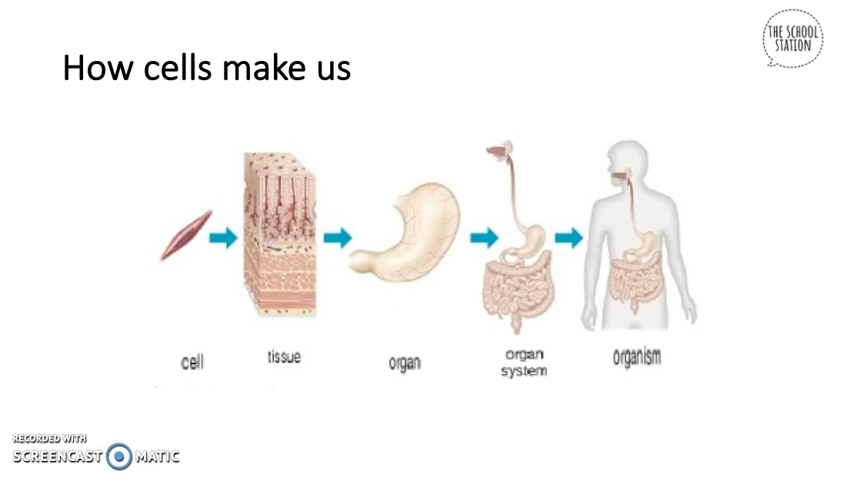 THE SCHOOL
STATION
How cells make us
cell
tissue
organ
organ
system
organism
RECORDED WITH
SCREENCAST MATIC